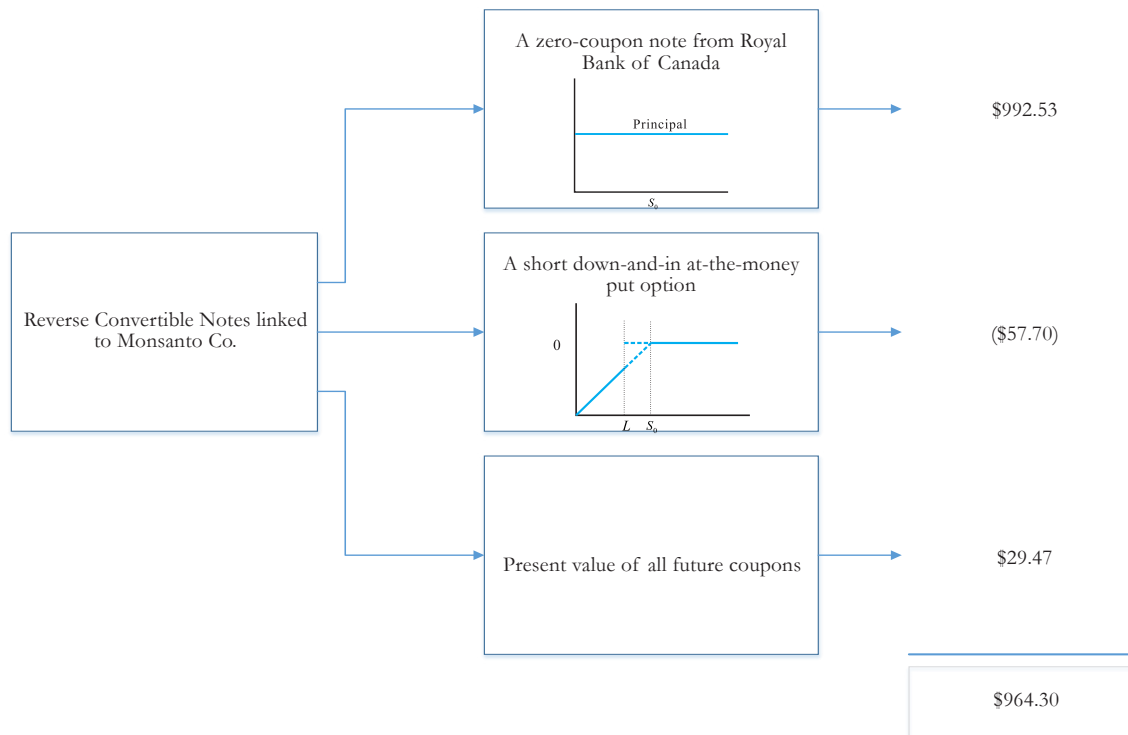 A zero-coupon note from Royal
Bank of Canada
Principal
S₀
$992.53
Reverse Convertible Notes linked
to Monsanto Co.
A short down-and-in at-the-money
put option
0
L S₀
($57.70)
Present value of all future coupons
$29.47
$964.30